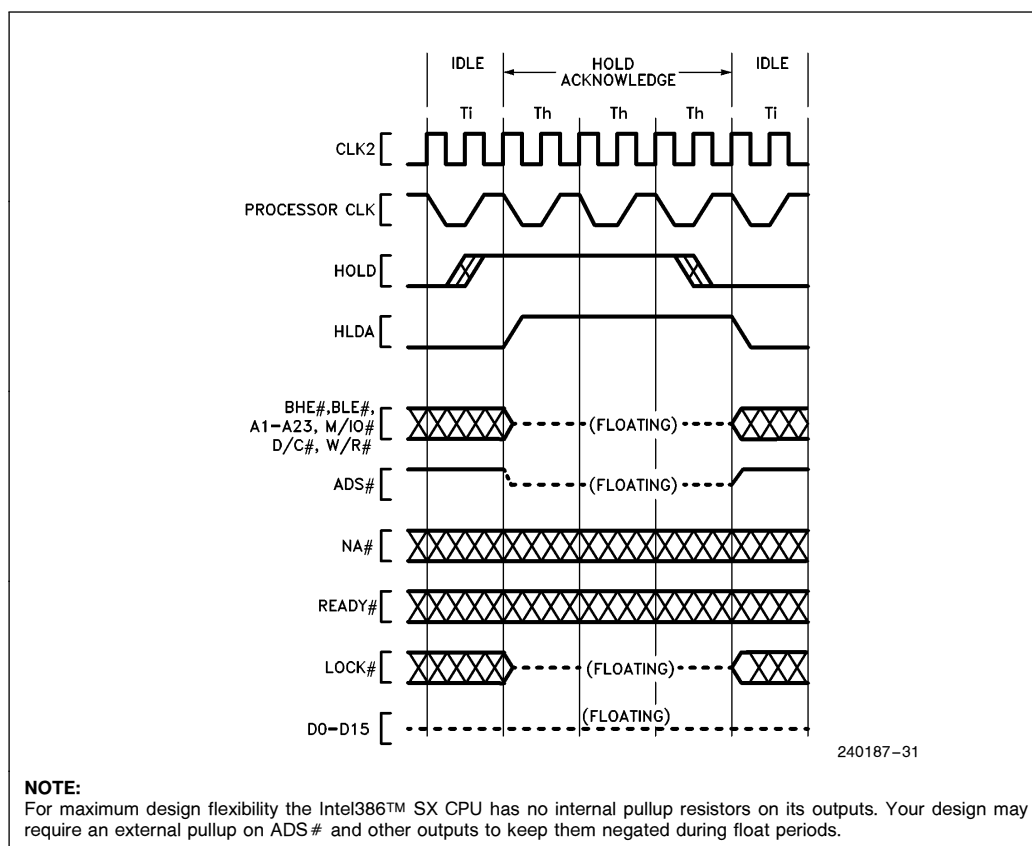 IDLE HOLD ACKNOWLEDGE IDLE
Ti Th Th Th Ti
CLK2
PROCESSOR CLK
HOLD
HLDA
BHE#,BLE#,
A1-A23, M/IO#
D/C#, W/R#
(FLOATING)
ADS#
(FLOATING)
NA#
READY#
LOCK#
(FLOATING)
D0-D15
(FLOATING)
240187-31
NOTE:
For maximum design flexibility the Intel386™ SX CPU has no internal pullup resistors on its outputs. Your design may
require an external pullup on ADS# and other outputs to keep them negated during float periods.